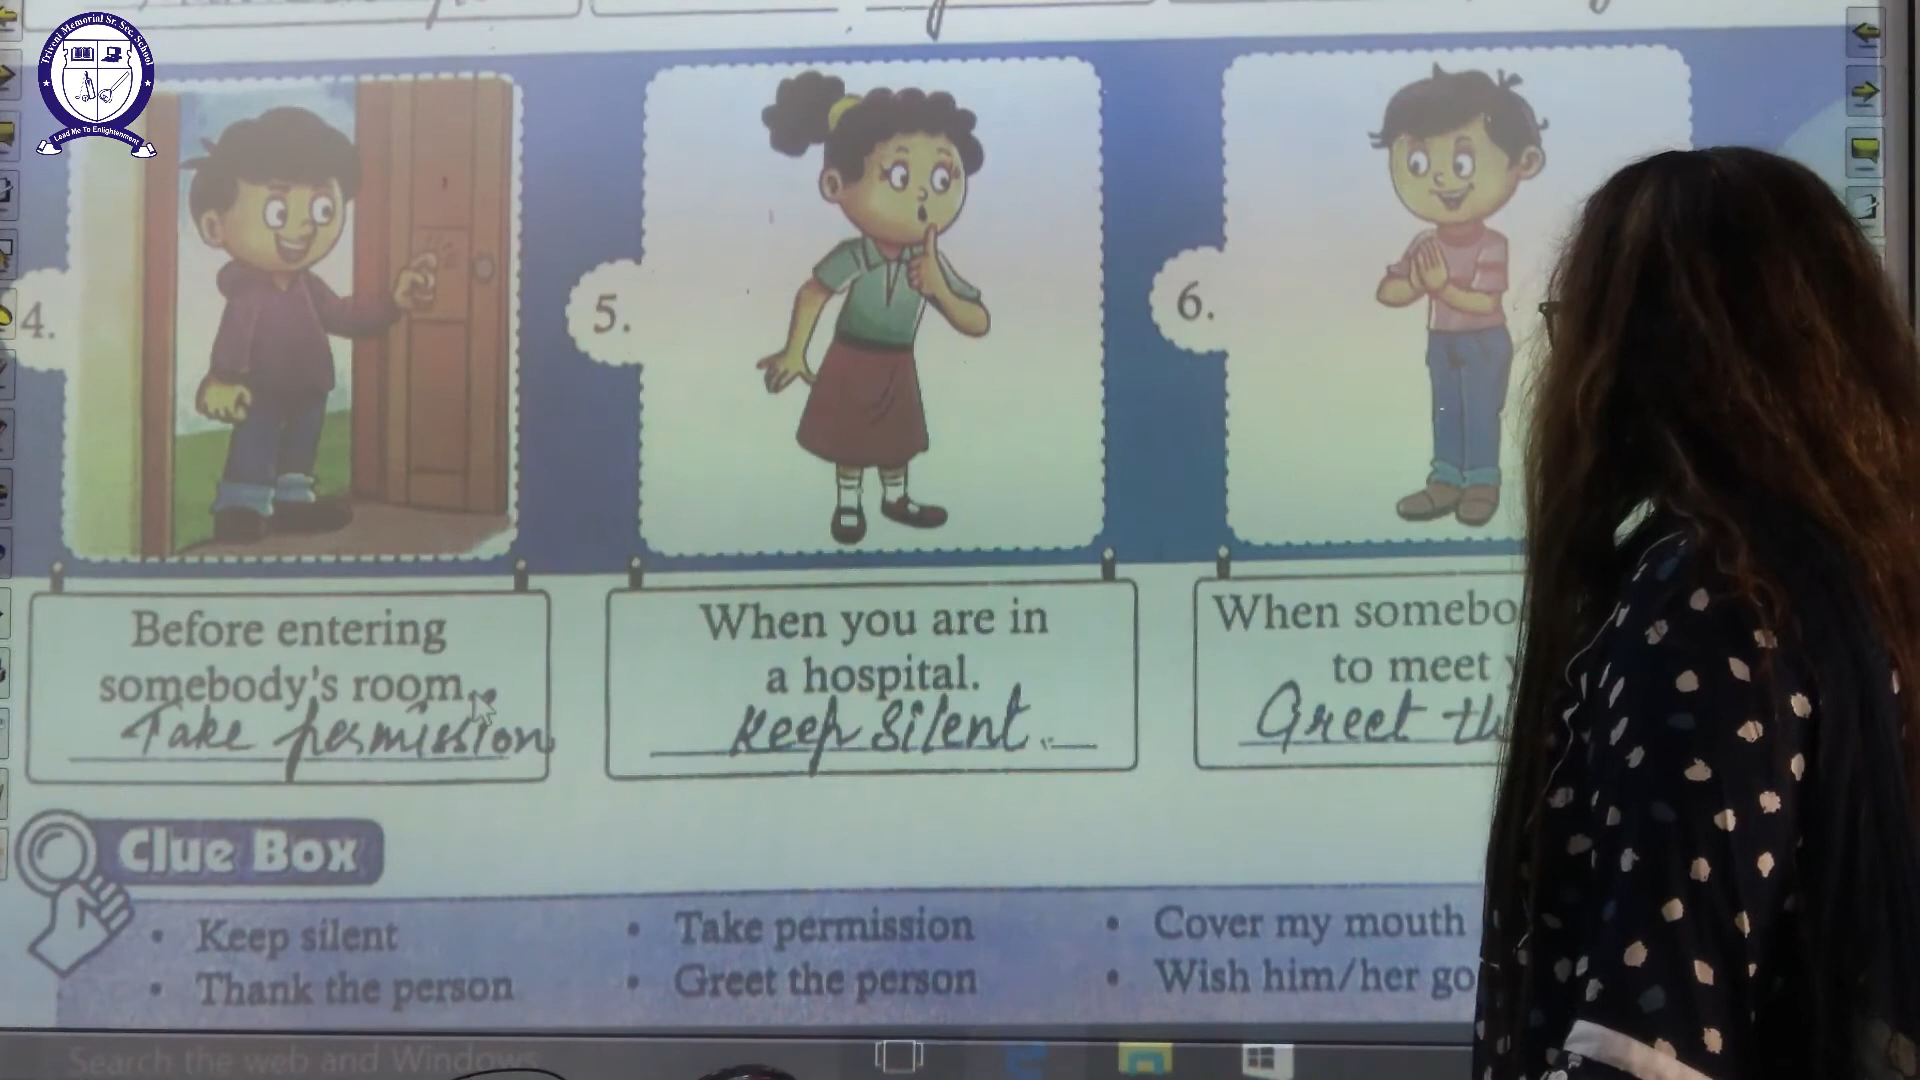 Triveni Memorial Sr. Sec. School
Lead Me To Enlightenment
4.
5.
6.
Before entering
somebody's room.
Take permission
When you are in
a hospital.
Keep silent.
When somebo
to meet
Greet th
Clue Box
• Keep silent
• Take permission
• Cover my mouth
• Thank the person
• Greet the person
• Wish him/her go
Search the web and Windows